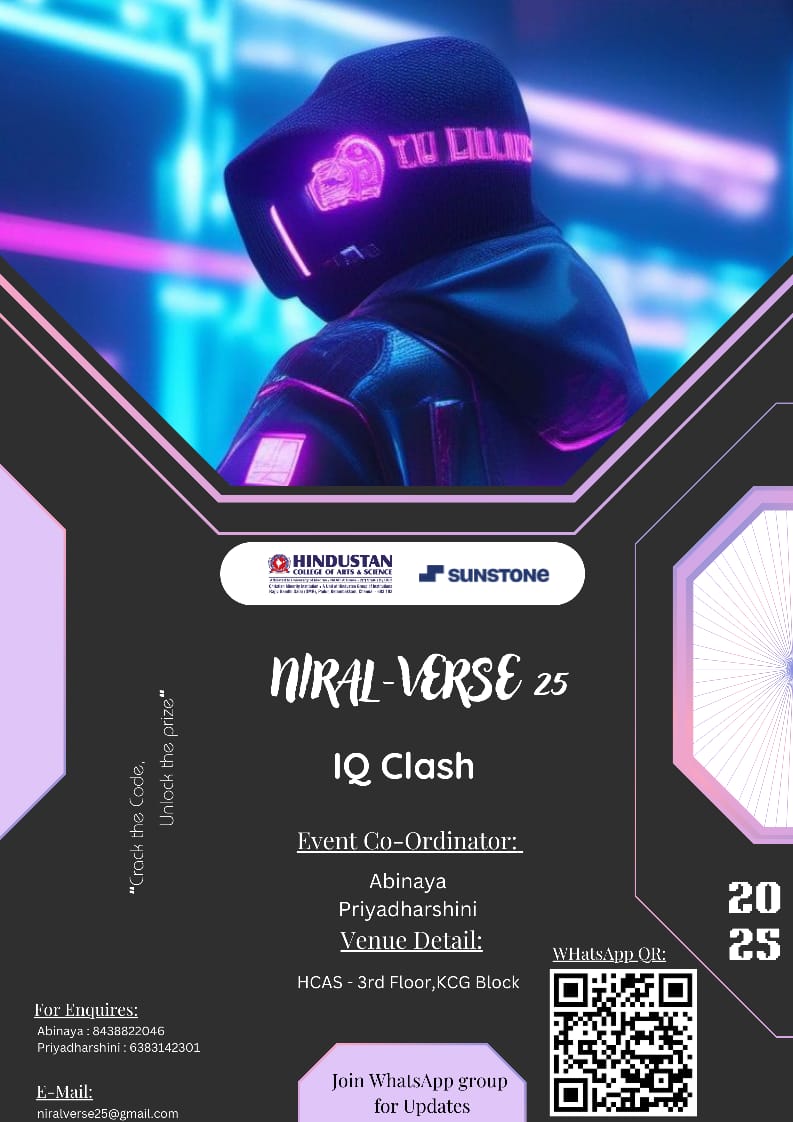 HINDUSTAN
COLLEGE OF ARTS & SCIENCE
SUNSTONE
NIRAL-VERSE 25
IQ Clash
"Crack the Code,
Unlock the prize"
Event Co-Ordinator:
Abinaya
Priyadharshini
Venue Detail:
HCAS - 3rd Floor,KCG Block
20
25
WHatsApp QR:
For Enquires:
Abinaya : 8438822046
Priyadharshini : 6383142301
E-Mail:
niralverse25@gmail.com
Join WhatsApp group
for Updates